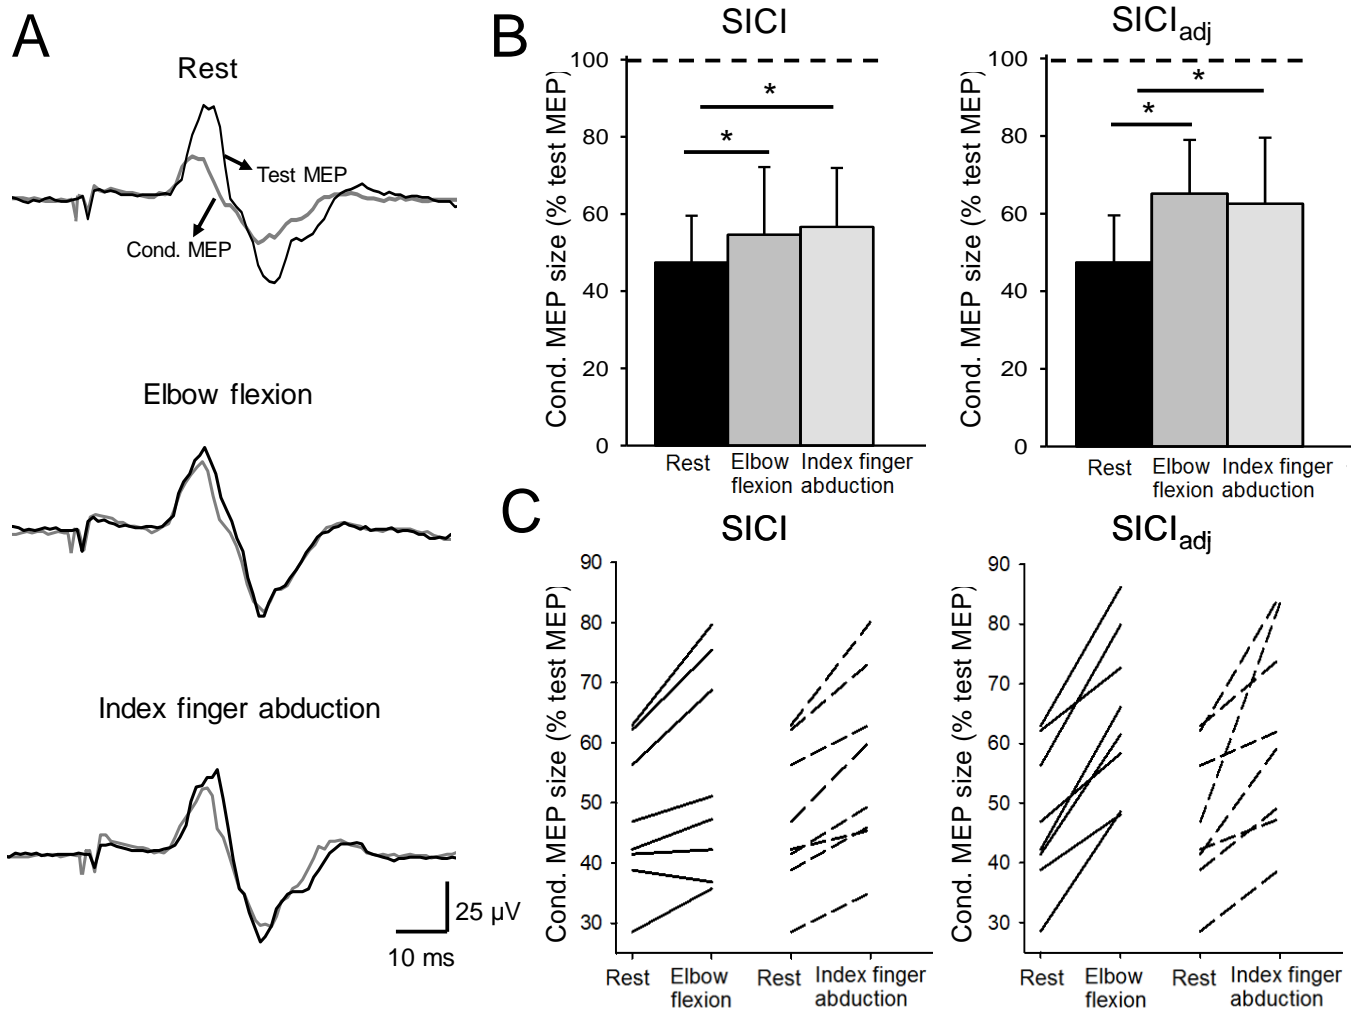 A
Rest
Test MEP
Cond. MEP
Elbow flexion
Index finger abduction
25 µV
10 ms
B
SICI
Cond. MEP size (% test MEP)
100
80
60
40
20
0
*
*
Rest
Elbow
flexion
Index finger
abduction
SICIadj
Cond. MEP size (% test MEP)
100
80
60
40
20
0
*
*
Rest
Elbow
flexion
Index finger
abduction
C
SICI
Cond. MEP size (% test MEP)
90
80
70
60
50
40
30
Rest
Elbow
flexion
Rest
Index finger
abduction
SICIadj
Cond. MEP size (% test MEP)
90
80
70
60
50
40
30
Rest
Elbow
flexion
Rest
Index finger
abduction